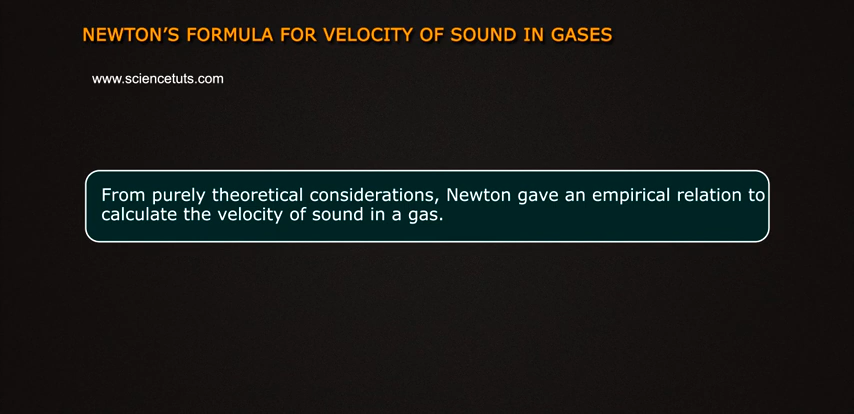 NEWTON’S FORMULA FOR VELOCITY OF SOUND IN GASES
www.sciencetuts.com
From purely theoretical considerations, Newton gave an empirical relation to
calculate the velocity of sound in a gas.